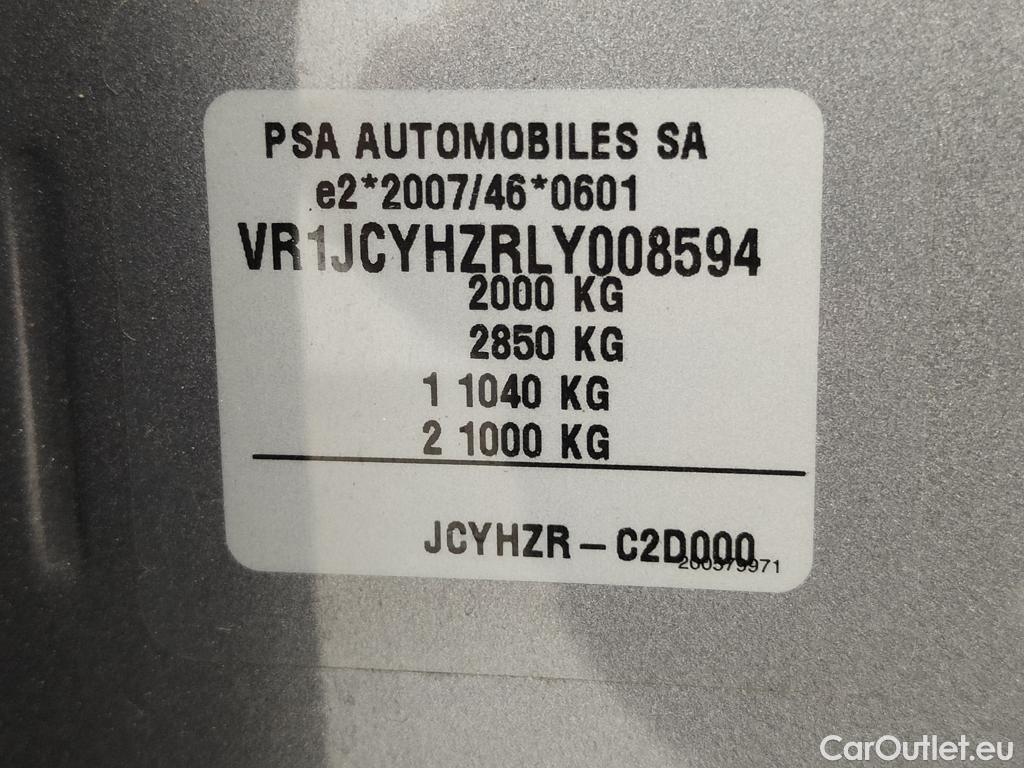 PSA AUTOMOBILES SA
e2*2007/46*0601
VR1JCYHZRLY008594
2000 KG
2850 KG
1 1040 KG
2 1000 KG
JCYHZR – C2D000
200579971
CarOutlet.eu